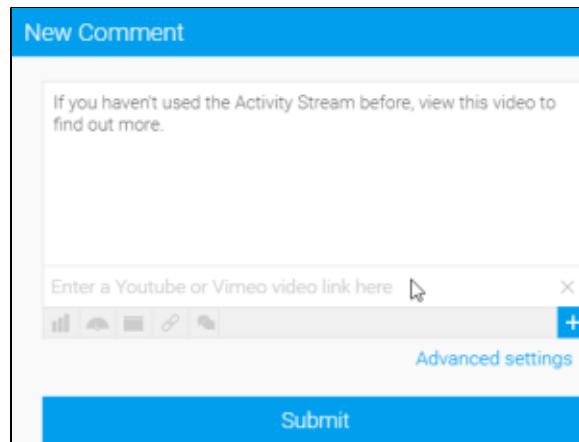 New Comment
If you haven't used the Activity Stream before, view this video to
find out more.
Enter a Youtube or Vimeo video link here
Advanced settings
Submit